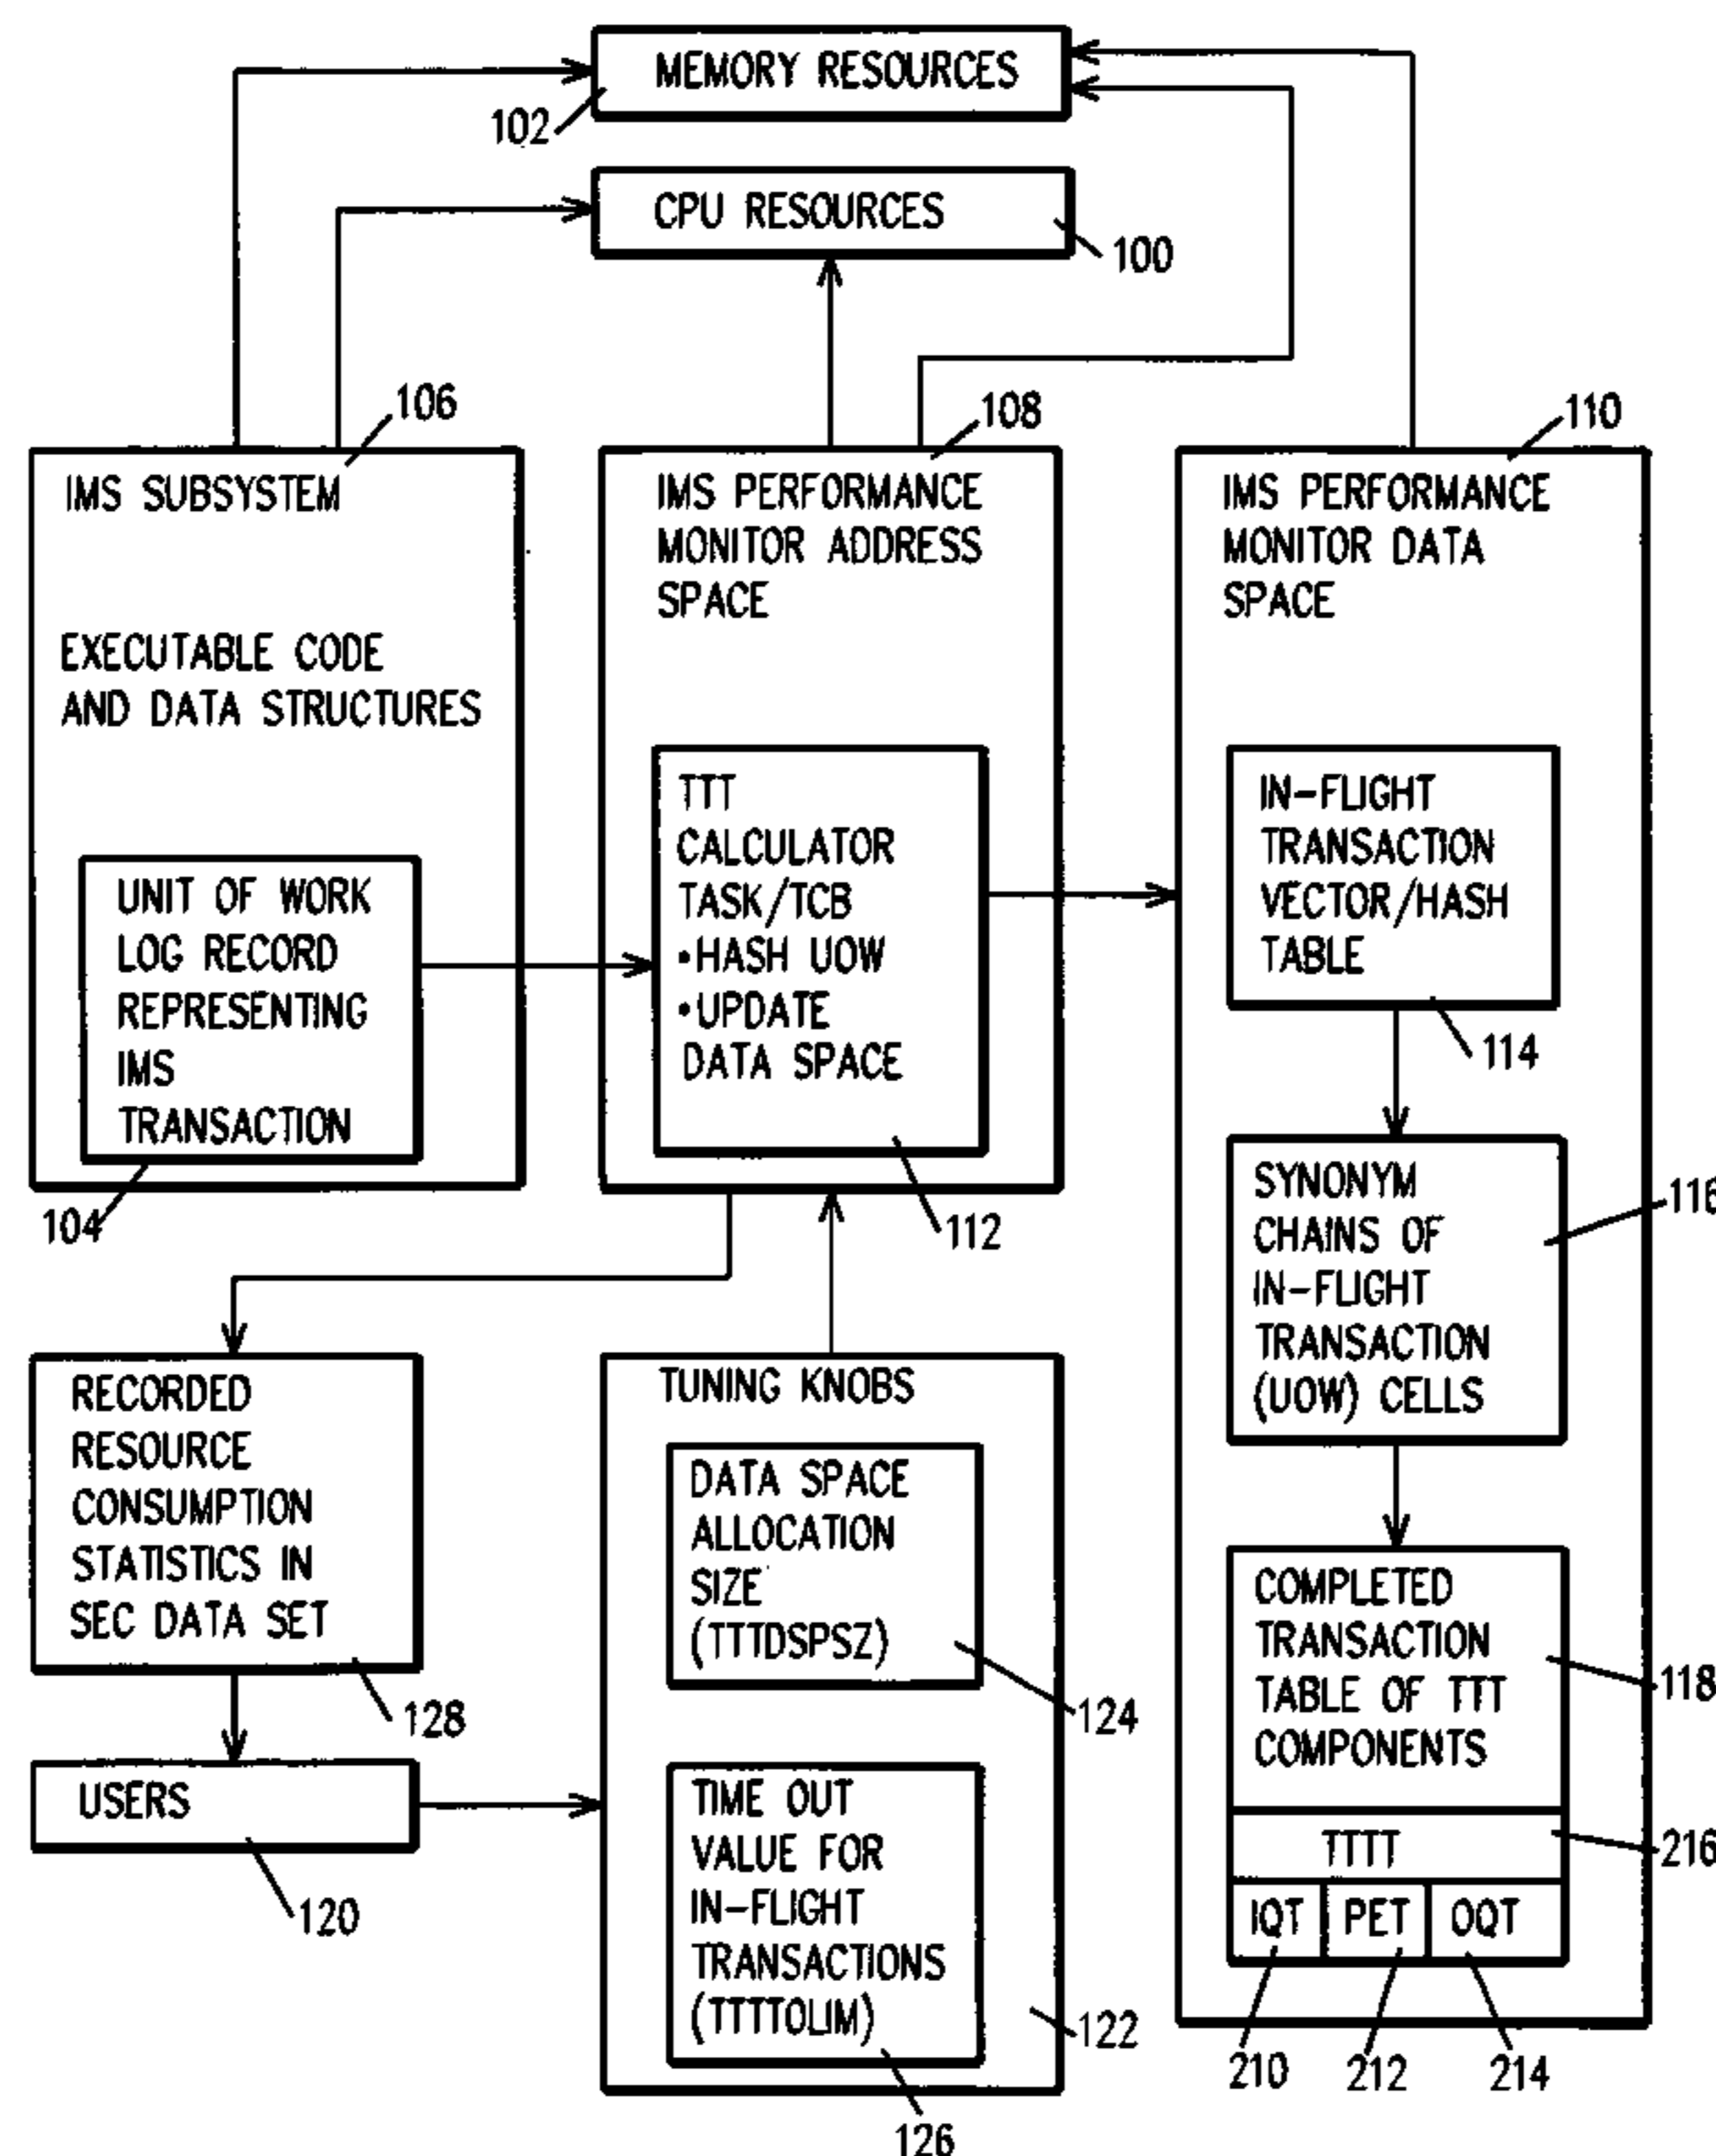 MEMORY RESOURCES
102
CPU RESOURCES
100
106
IMS SUBSYSTEM
EXECUTABLE CODE
AND DATA STRUCTURES
UNIT OF WORK
LOG RECORD
REPRESENTING
IMS
TRANSACTION
104
108
IMS PERFORMANCE
MONITOR ADDRESS
SPACE
TTT
CALCULATOR
TASK/TCB
•HASH UOW
•UPDATE
DATA SPACE
112
110
IMS PERFORMANCE
MONITOR DATA
SPACE
IN-FLIGHT
TRANSACTION
VECTOR/HASH
TABLE
114
SYNONYM
CHAINS OF
IN-FLIGHT
TRANSACTION
(UOW) CELLS
116
COMPLETED
TRANSACTION
TABLE OF TTT
COMPONENTS
118
TTTT
216
IQT PET OQT
210 212 214
RECORDED
RESOURCE
CONSUMPTION
STATISTICS IN
SEC DATA SET
128
USERS
120
TUNING KNOBS
DATA SPACE
ALLOCATION
SIZE
(TTTDSPSZ)
124
TIME OUT
VALUE FOR
IN-FLIGHT
TRANSACTIONS
(TTTTOLIM)
122
126